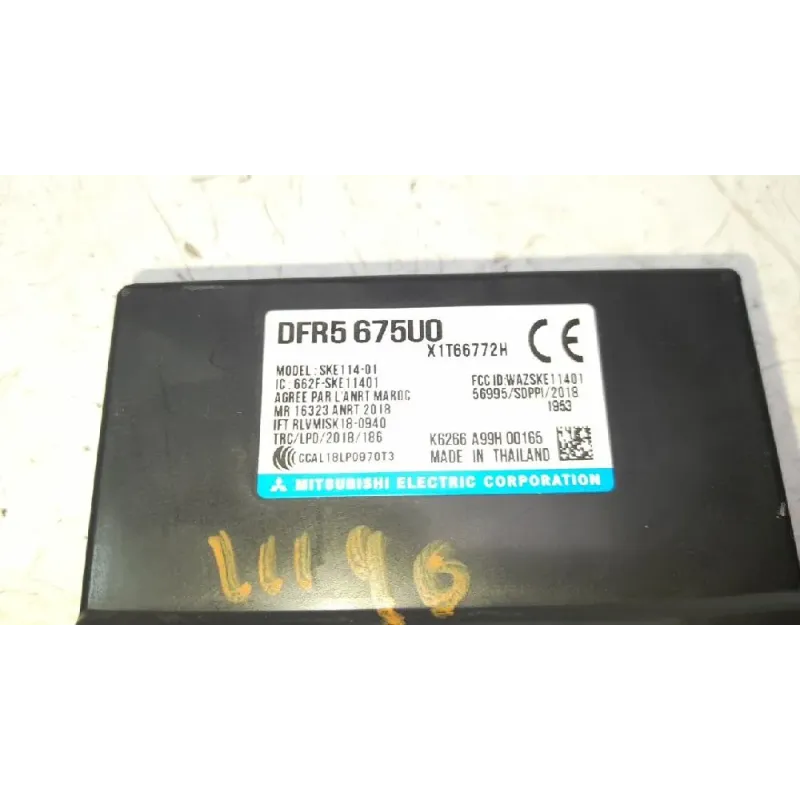 DFR5 675U0
X1T66772H
CE
MODEL : SKE114-01
IC : 662F-SKE11401
FCC ID:WAZSKE11401
AGREE PAR L'ANRT MAROC
56995/SDPPI/2018
MR 16323 ANRT 2018
1953
IFT RLVMISK18-0940
TRC/LPD/2018/186
K6266 A99H 00165
CCAL18LP0970T3
MADE IN THAILAND
MITSUBISHI ELECTRIC CORPORATION